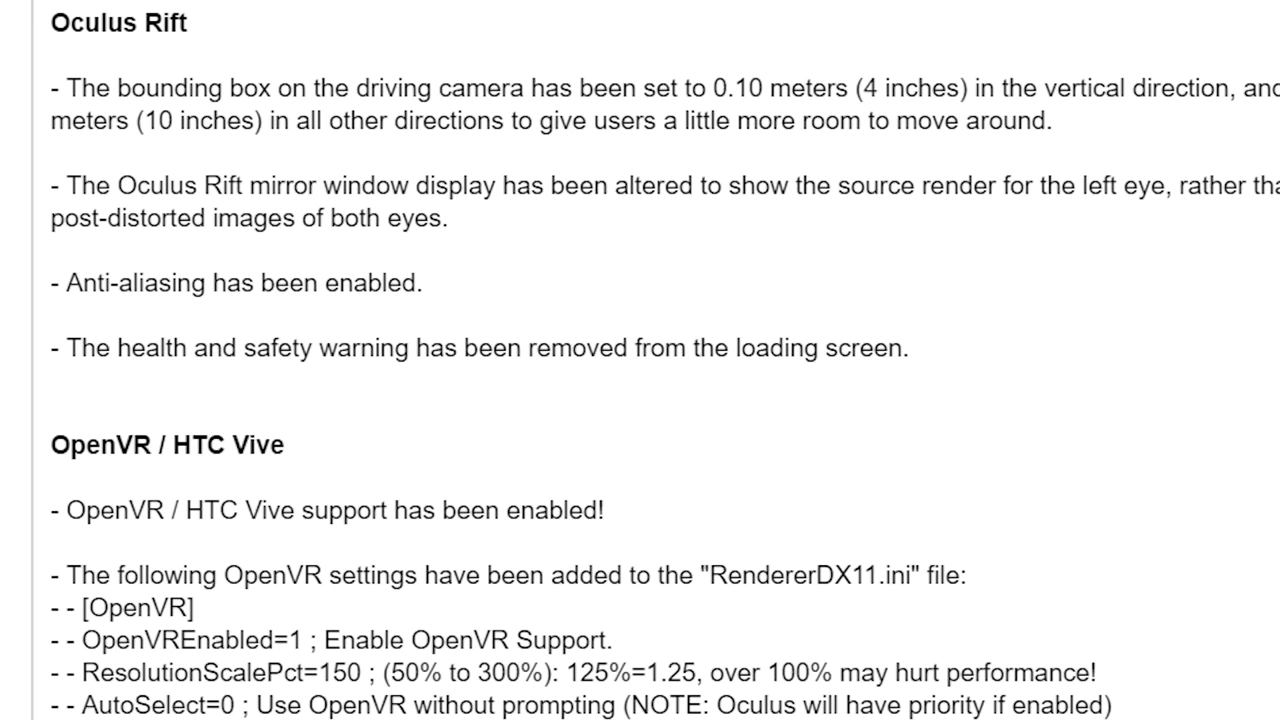 Oculus Rift
- The bounding box on the driving camera has been set to 0.10 meters (4 inches) in the vertical direction, and
meters (10 inches) in all other directions to give users a little more room to move around.
- The Oculus Rift mirror window display has been altered to show the source render for the left eye, rather
post-distorted images of both eyes.
- Anti-aliasing has been enabled.
- The health and safety warning has been removed from the loading screen.
OpenVR / HTC Vive
- OpenVR / HTC Vive support has been enabled!
- The following OpenVR settings have been added to the "RendererDX11.ini" file:
- - [OpenVR]
- - OpenVREnabled=1 ; Enable OpenVR Support.
- - ResolutionScalePct=150 ; (50% to 300%): 125%=1.25, over 100% may hurt performance!
- - AutoSelect=0 ; Use OpenVR without prompting (NOTE: Oculus will have priority if enabled)